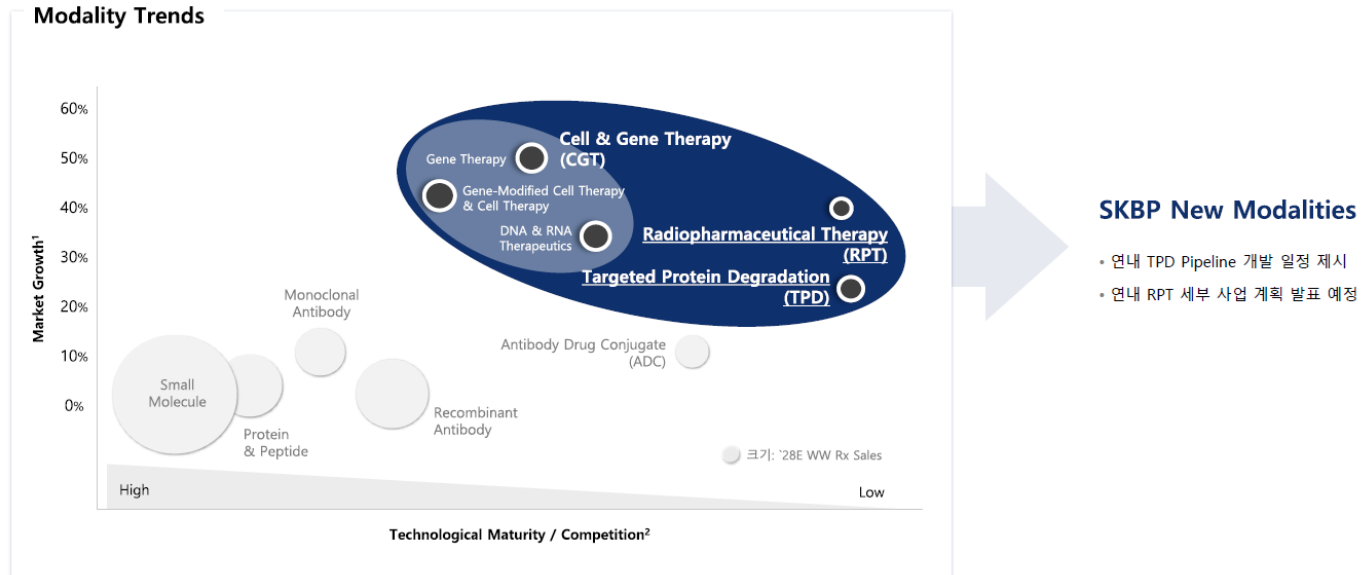 Modality Trends
60%
50%
40%
30%
20%
10%
0%
Market Growth¹
Cell & Gene Therapy
(CGT)
Gene Therapy
Gene-Modified Cell Therapy
& Cell Therapy
DNA & RNA
Therapeutics
Radiopharmaceutical Therapy
(RPT)
Targeted Protein Degradation
(TPD)
Monoclonal
Antibody
Antibody Drug Conjugate
(ADC)
Small
Molecule
Protein
& Peptide
Recombinant
Antibody
크기: '28E WW Rx Sales
High
Low
Technological Maturity / Competition²
SKBP New Modalities
• 연내 TPD Pipeline 개발 일정 제시
• 연내 RPT 세부 사업 계획 발표 예정